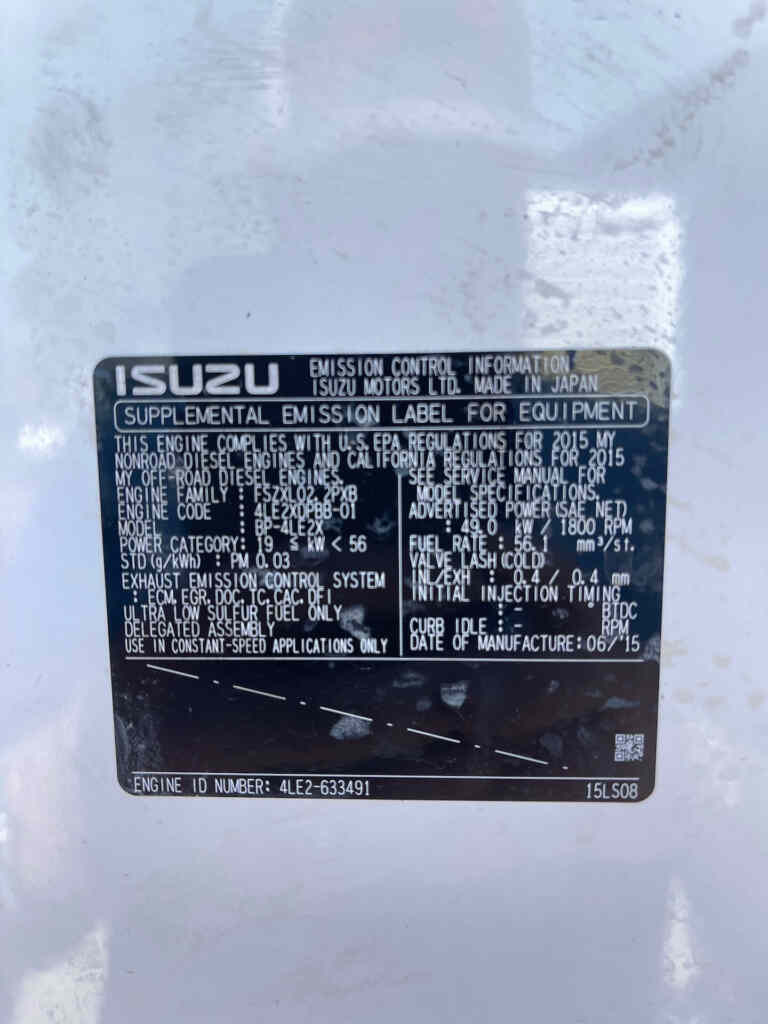 ISUZU
EMISSION CONTROL INFORMATION
ISUZU MOTORS LTD. MADE IN JAPAN
SUPPLEMENTAL EMISSION LABEL FOR EQUIPMENT
THIS ENGINE COMPLIES WITH U.S.EPA REGULATIONS FOR 2015 MY
NONROAD DIESEL ENGINES AND CALIFORNIA REGULATIONS FOR 2015
MY OFF-ROAD DIESEL ENGINES.
ENGINE FAMILY : FSZXL02.2PXB
ENGINE CODE : 4LE2XDPBB-01
MODEL : BP-4LE2X
POWER CATEGORY: 19 ≤ kW < 56
STD (g/kWh) : PM 0.03
EXHAUST EMISSION CONTROL SYSTEM
: ECM, EGR, DOC, TC, CAC, DFI
ULTRA LOW SULFUR FUEL ONLY
DELEGATED ASSEMBLY
USE IN CONSTANT-SPEED APPLICATIONS ONLY
SEE SERVICE MANUAL FOR
MODEL SPECIFICATIONS.
ADVERTISED POWER(SAE NET)
: 49.0 kW / 1800 RPM
FUEL RATE : 56.1 mm³/st.
VALVE LASH(COLD)
INL/EXH : 0.4 / 0.4 mm
INITIAL INJECTION TIMING
: - °BTDC
CURB IDLE : - RPM
DATE OF MANUFACTURE: 06/'15
ENGINE ID NUMBER: 4LE2-633491
15LS08